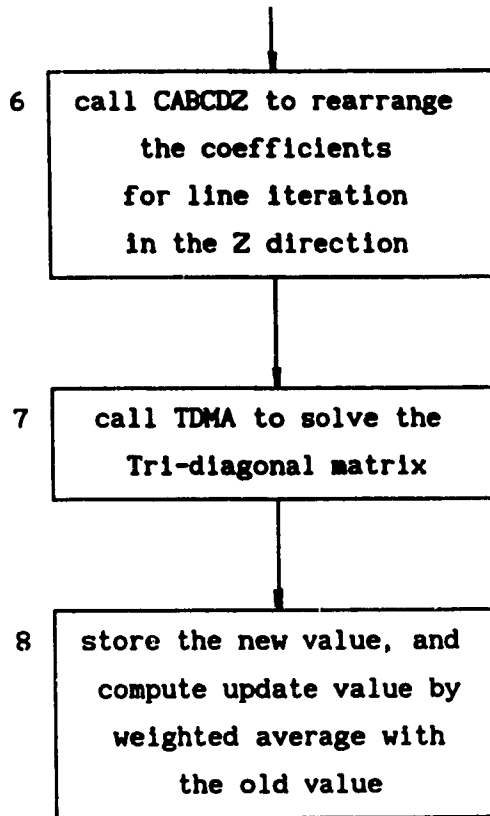 6 call CABCDZ to rearrange
the coefficients
for line iteration
in the Z direction
7 call TDMA to solve the
Tri-diagonal matrix
8 store the new value, and
compute update value by
weighted average with
the old value